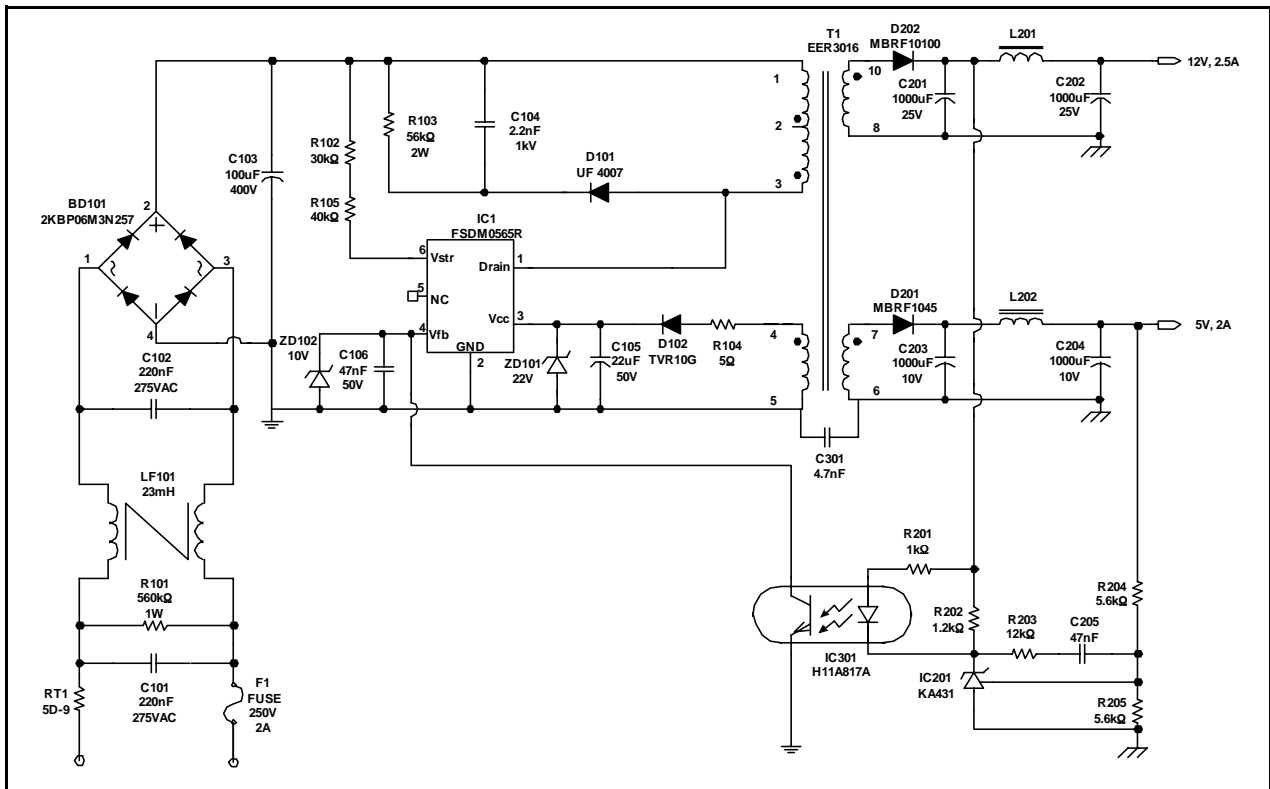 T1
EER3016
D202
MBRF10100
L201
12V, 2.5A
1
2
3
10
8
C201
1000uF
25V
C202
1000uF
25V
R103
56kΩ
2W
C104
2.2nF
1kV
R102
30kΩ
R105
40kΩ
C103
100uF
400V
D101
UF 4007
BD101
2KBP06M3N257
2
1
3
4
IC1
FSDM0565R
6
Vstr
Drain
1
5
NC
Vcc
3
4
Vfb
GND
2
ZD102
10V
C106
47nF
50V
ZD101
22V
C105
22uF
50V
D102
TVR10G
R104
5Ω
4
5
7
6
D201
MBRF1045
L202
5V, 2A
C203
1000uF
10V
C204
1000uF
10V
C301
4.7nF
C102
220nF
275VAC
LF101
23mH
R101
560kΩ
1W
C101
220nF
275VAC
RT1
5D-9
F1
FUSE
250V
2A
R201
1kΩ
R202
1.2kΩ
R203
12kΩ
C205
47nF
R204
5.6kΩ
R205
5.6kΩ
IC301
H11A817A
IC201
KA431